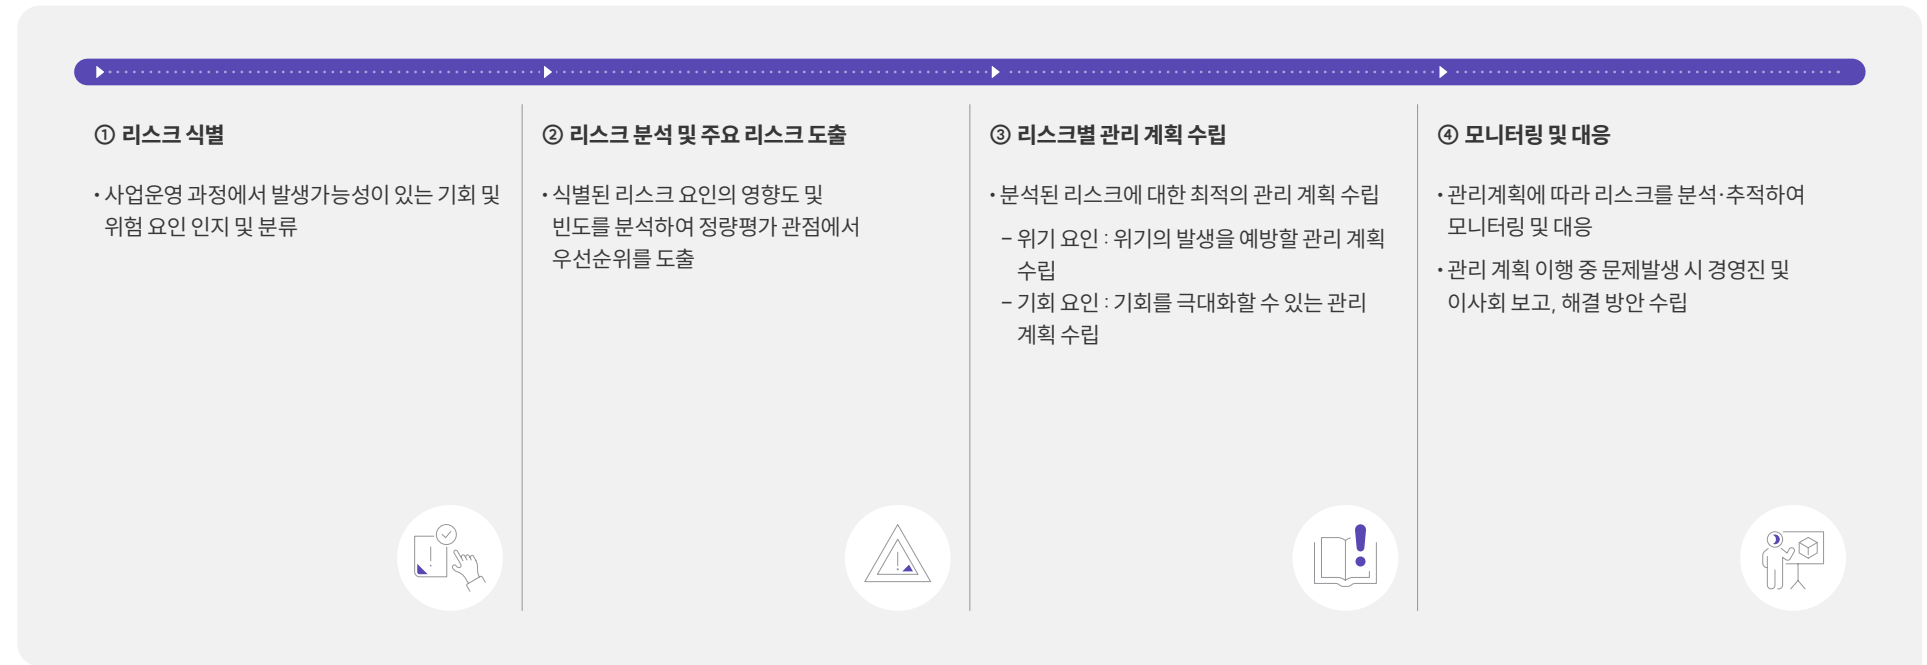 ① 리스크 식별
• 사업운영 과정에서 발생가능성이 있는 기회 및
위험 요인 인지 및 분류
② 리스크 분석 및 주요 리스크 도출
• 식별된 리스크 요인의 영향도 및
빈도를 분석하여 정량평가 관점에서
우선순위를 도출
③ 리스크별 관리 계획 수립
• 분석된 리스크에 대한 최적의 관리 계획 수립
– 위기 요인 : 위기의 발생을 예방할 관리 계획
수립
– 기회 요인 : 기회를 극대화할 수 있는 관리
계획 수립
④ 모니터링 및 대응
• 관리계획에 따라 리스크를 분석·추적하여
모니터링 및 대응
• 관리 계획 이행 중 문제발생 시 경영진 및
이사회 보고, 해결 방안 수립